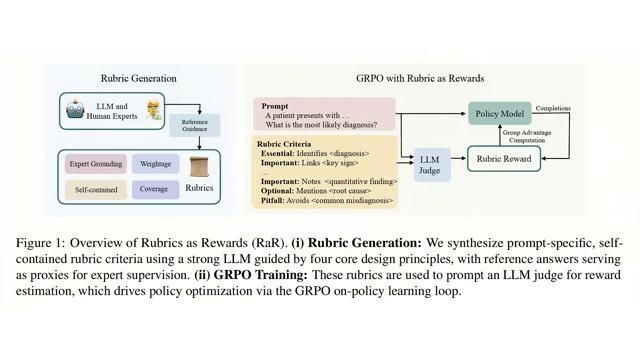 Rubric Generation
LLM and
Human Experts
Reference
Guidance
Expert Grounding
Weightage
Self-contained
Coverage
Rubrics
GRPO with Rubric as Rewards
Prompt
A patient presents with …
What is the most likely diagnosis?
Rubric Criteria
Essential: Identifies <diagnosis>
Important: Links <key sign>
…
Important: Notes <quantitative finding>
Optional: Mentions <root cause>
Pitfall: Avoids <common misdiagnosis>
LLM
Judge
Policy Model
Completions
Group Advantage
Computation
Rubric Reward
Figure 1: Overview of Rubrics as Rewards (RaR). (i) Rubric Generation: We synthesize prompt-specific, self-
contained rubric criteria using a strong LLM guided by four core design principles, with reference answers serving
as proxies for expert supervision. (ii) GRPO Training: These rubrics are used to prompt an LLM judge for reward
estimation, which drives policy optimization via the GRPO on-policy learning loop.